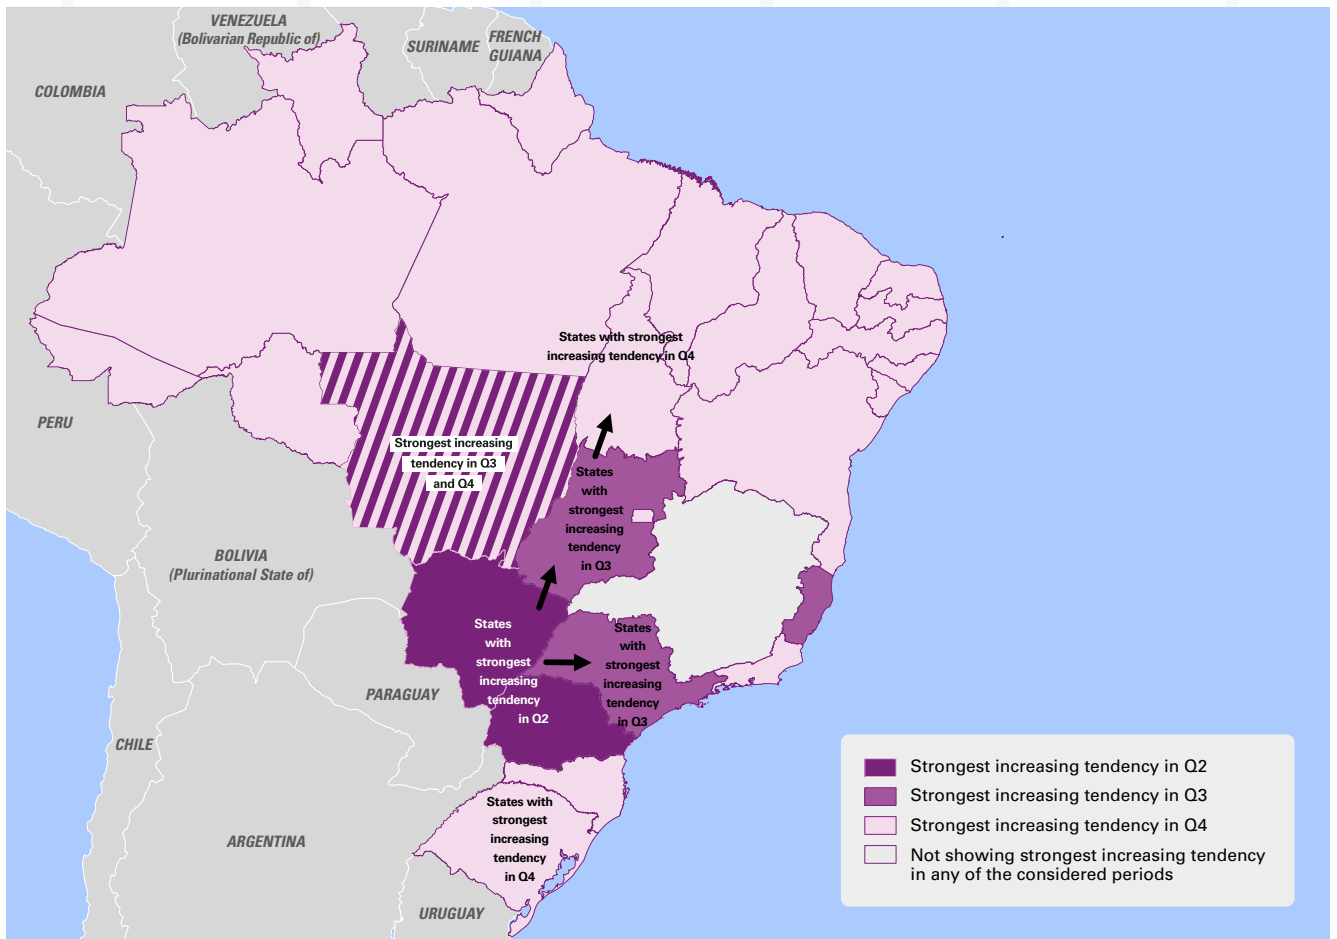 VENEZUELA
(Bolivarian Republic of)
SURINAME
FRENCH
GUIANA
COLOMBIA
States with strongest
increasing tendency in Q4
PERU
Strongest increasing
tendency in Q3
and Q4
States
with
strongest
increasing
tendency
in Q3
BOLIVIA
(Plurinational State of)
States
with
strongest
increasing
tendency
in Q2
States
with
strongest
increasing
tendency
in Q3
PARAGUAY
CHILE
ARGENTINA
States with
strongest
increasing
tendency
in Q4
URUGUAY
Strongest increasing tendency in Q2
Strongest increasing tendency in Q3
Strongest increasing tendency in Q4
Not showing strongest increasing tendency
in any of the considered periods